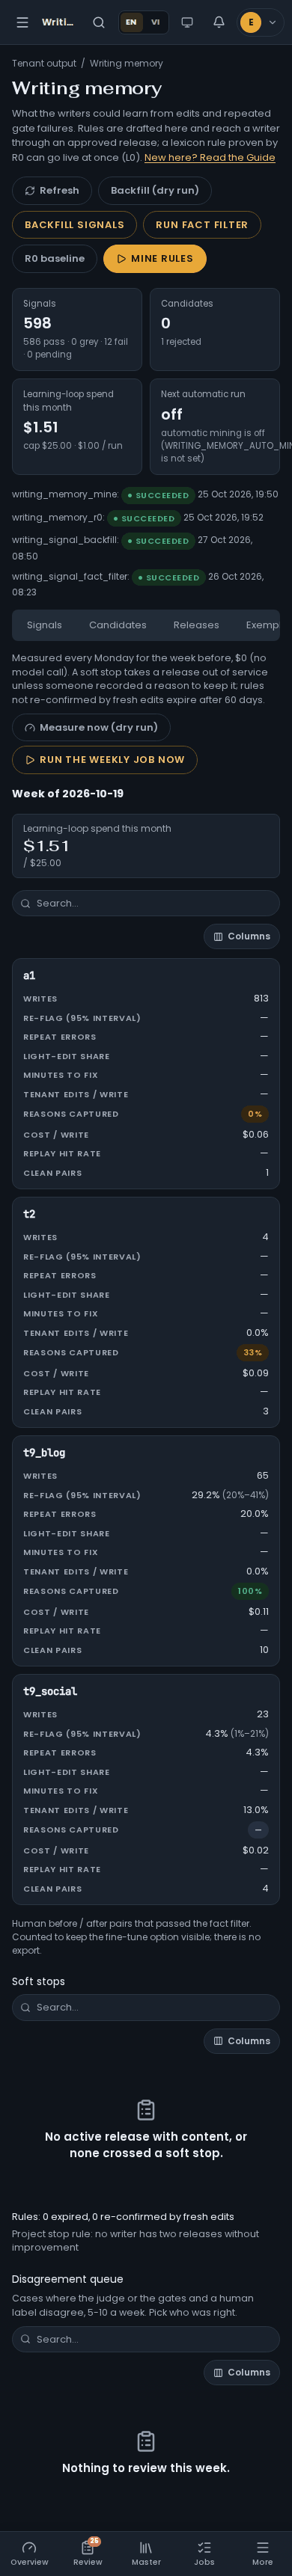 Writi...
EN VI
E
Tenant output / Writing memory
Writing memory
What the writers could learn from edits and repeated
gate failures. Rules are drafted here and reach a writer
through an approved release; a lexicon rule proven by
R0 can go live at once (L0). New here? Read the Guide
Refresh
Backfill (dry run)
BACKFILL SIGNALS
RUN FACT FILTER
R0 baseline
MINE RULES
Signals
598
586 pass · 0 grey · 12 fail
· 0 pending
Candidates
0
1 rejected
Learning-loop spend
this month
$1.51
cap $25.00 · $1.00 / run
Next automatic run
off
automatic mining is off
(WRITING_MEMORY_AUTO_MIN
is not set)
writing_memory_mine: SUCCEEDED 25 Oct 2026, 19:50
writing_memory_r0: SUCCEEDED 25 Oct 2026, 19:52
writing_signal_backfill: SUCCEEDED 27 Oct 2026,
08:50
writing_signal_fact_filter: SUCCEEDED 26 Oct 2026,
08:23
Signals Candidates Releases Exemp
Measured every Monday for the week before, $0 (no
model call). A soft stop takes a release out of service
unless someone recorded a reason to keep it; rules
not re-confirmed by fresh edits expire after 60 days.
Measure now (dry run)
RUN THE WEEKLY JOB NOW
Week of 2026-10-19
Learning-loop spend this month
$1.51
/ $25.00
Search...
Columns
a1
WRITES 813
RE-FLAG (95% INTERVAL) —
REPEAT ERRORS —
LIGHT-EDIT SHARE —
MINUTES TO FIX —
TENANT EDITS / WRITE —
REASONS CAPTURED 0%
COST / WRITE $0.06
REPLAY HIT RATE —
CLEAN PAIRS 1
t2
WRITES 4
RE-FLAG (95% INTERVAL) —
REPEAT ERRORS —
LIGHT-EDIT SHARE —
MINUTES TO FIX —
TENANT EDITS / WRITE 0.0%
REASONS CAPTURED 33%
COST / WRITE $0.09
REPLAY HIT RATE —
CLEAN PAIRS 3
t9_blog
WRITES 65
RE-FLAG (95% INTERVAL) 29.2% (20%–41%)
REPEAT ERRORS 20.0%
LIGHT-EDIT SHARE —
MINUTES TO FIX —
TENANT EDITS / WRITE 0.0%
REASONS CAPTURED 100%
COST / WRITE $0.11
REPLAY HIT RATE —
CLEAN PAIRS 10
t9_social
WRITES 23
RE-FLAG (95% INTERVAL) 4.3% (1%–21%)
REPEAT ERRORS 4.3%
LIGHT-EDIT SHARE —
MINUTES TO FIX —
TENANT EDITS / WRITE 13.0%
REASONS CAPTURED —
COST / WRITE $0.02
REPLAY HIT RATE —
CLEAN PAIRS 4
Human before / after pairs that passed the fact filter.
Counted to keep the fine-tune option visible; there is no
export.
Soft stops
Search...
Columns
No active release with content, or
none crossed a soft stop.
Rules: 0 expired, 0 re-confirmed by fresh edits
Project stop rule: no writer has two releases without
improvement
Disagreement queue
Cases where the judge or the gates and a human
label disagree, 5-10 a week. Pick who was right.
Search...
Columns
Nothing to review this week.
25
Overview Review Master Jobs More